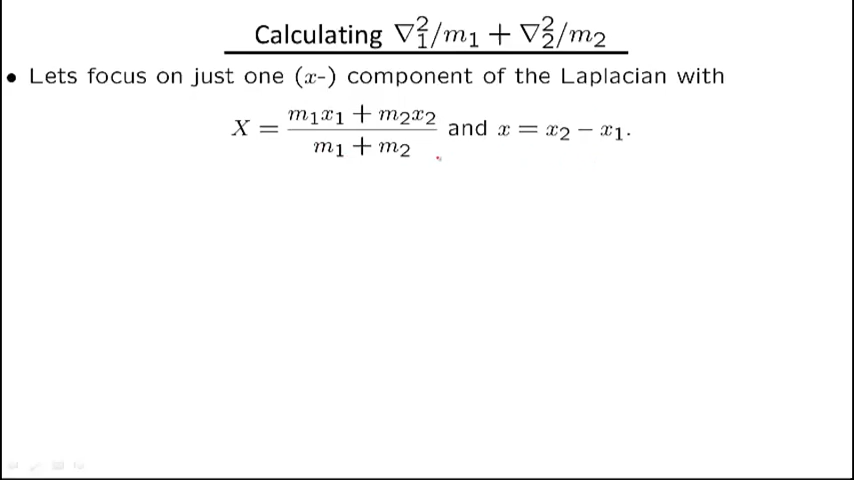 Calculating ∇₁²/m₁ + ∇₂²/m₂
• Lets focus on just one (x-) component of the Laplacian with
X = (m₁x₁ + m₂x₂)/(m₁ + m₂) and x = x₂ − x₁.